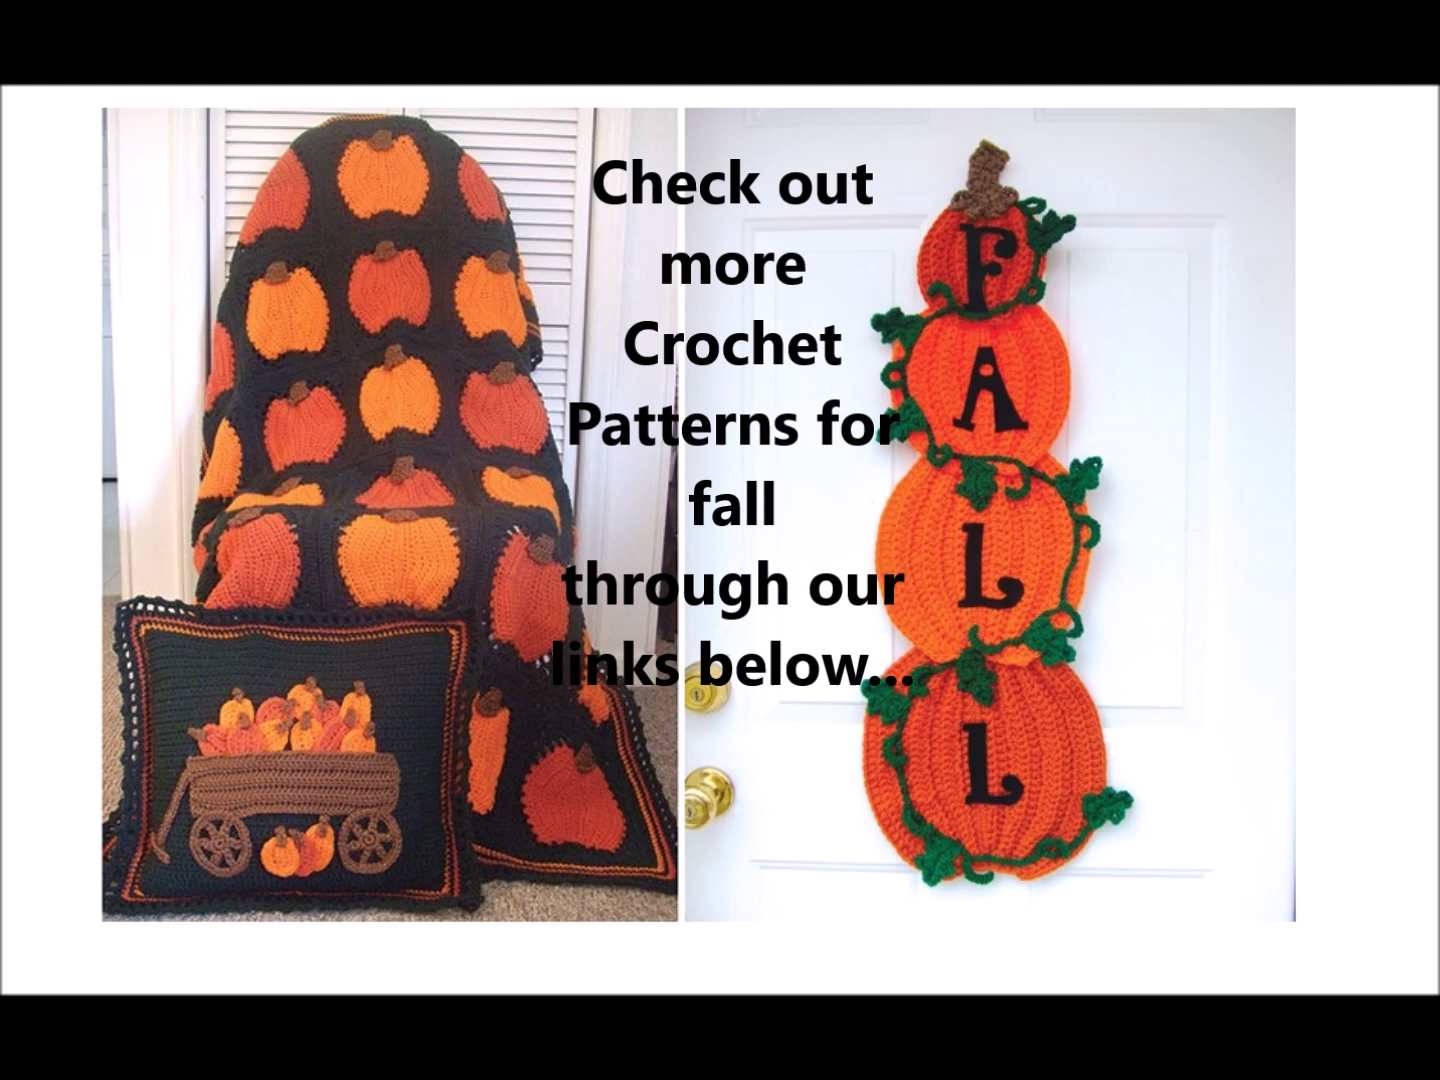 Check out
more
Crochet
Patterns for
fall
through our
links below...
F
A
L
L